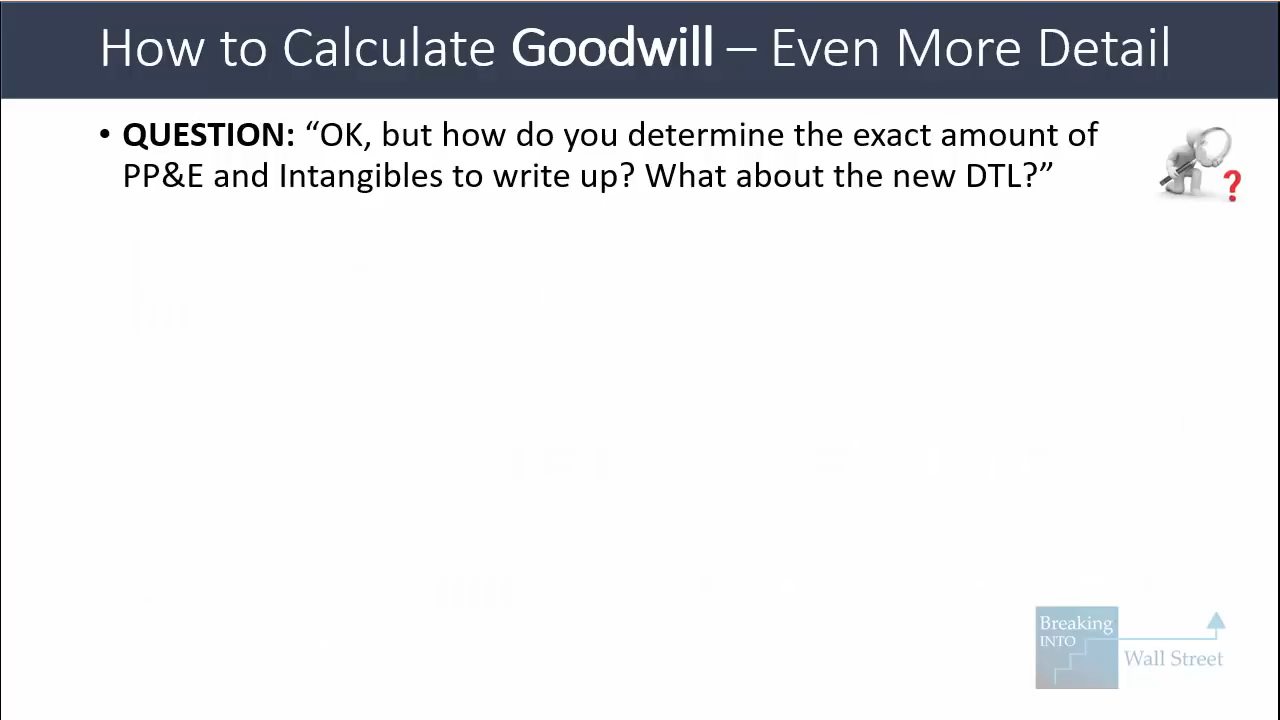 How to Calculate Goodwill – Even More Detail
• QUESTION: “OK, but how do you determine the exact amount of
PP&E and Intangibles to write up? What about the new DTL?”
?
Breaking
INTO
Wall Street